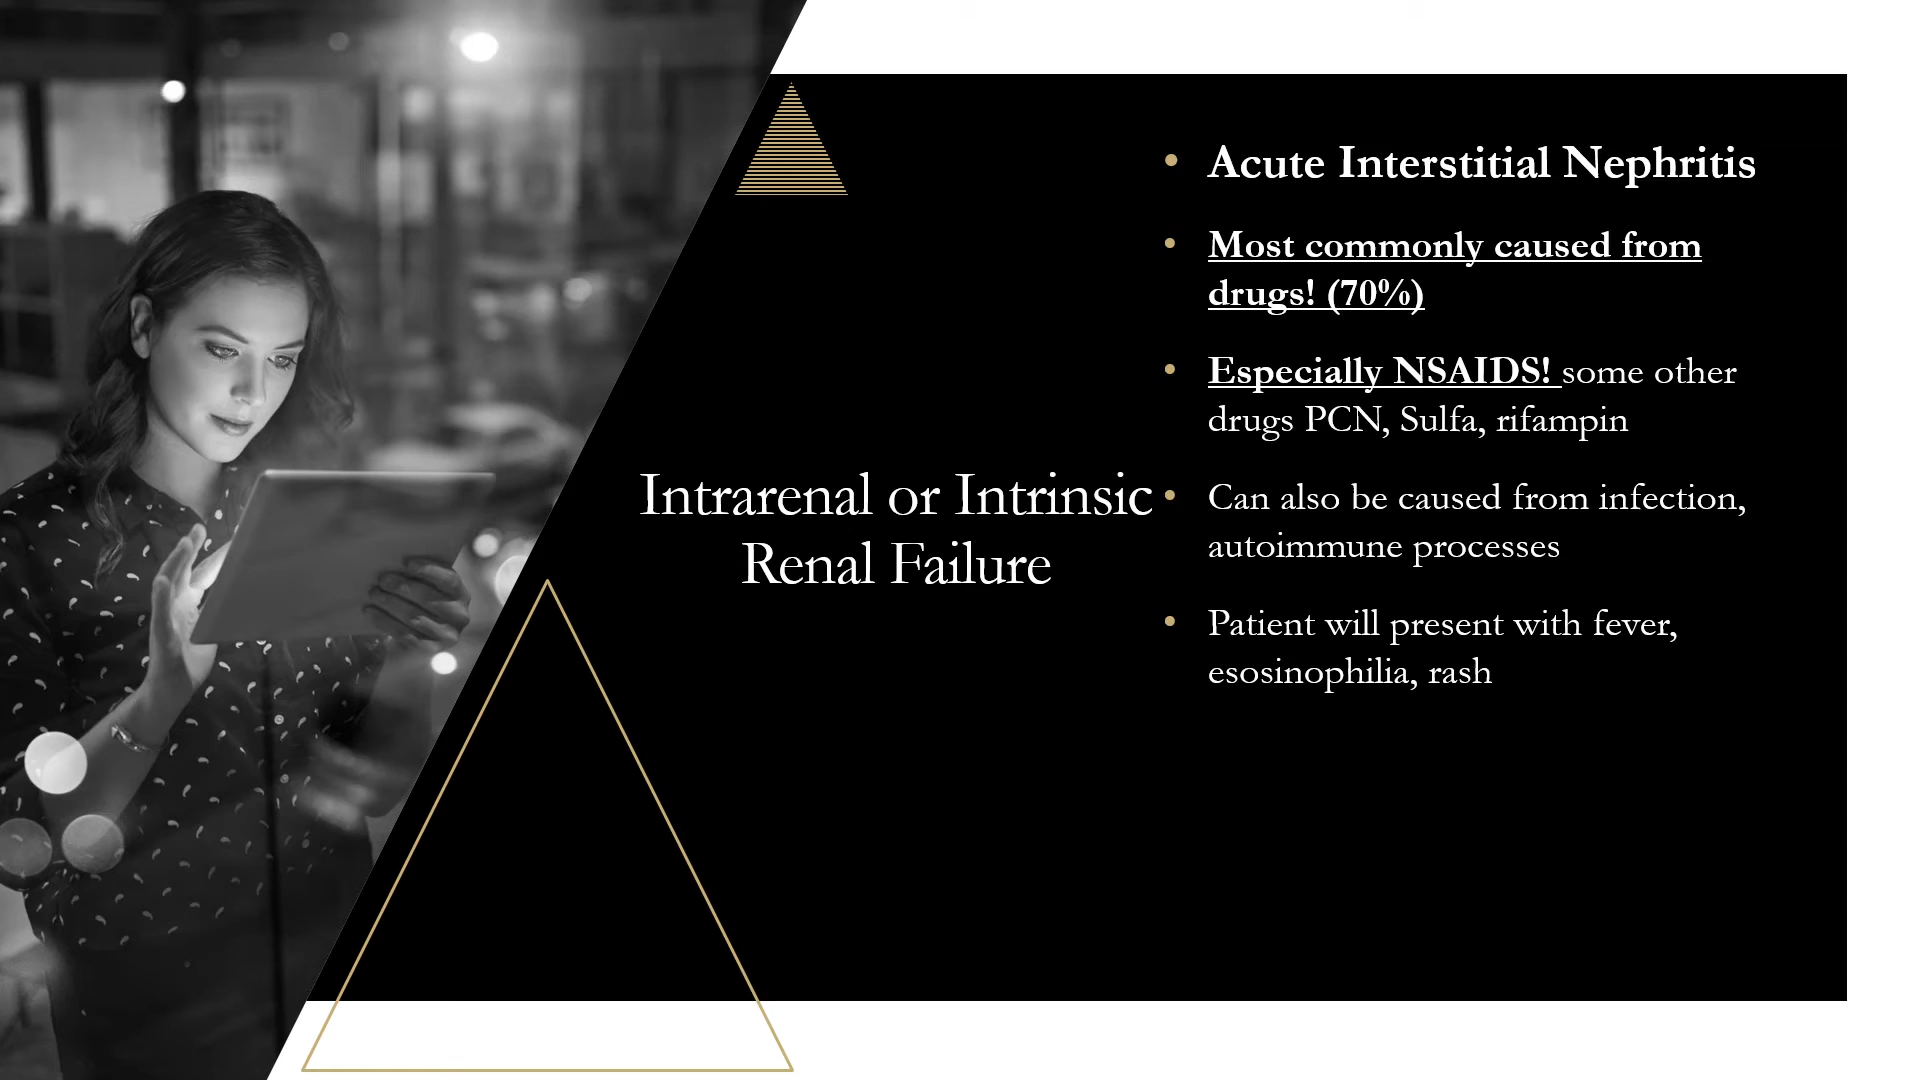 Intrarenal or Intrinsic
Renal Failure
• Acute Interstitial Nephritis
• Most commonly caused from
drugs! (70%)
• Especially NSAIDS! some other
drugs PCN, Sulfa, rifampin
• Can also be caused from infection,
autoimmune processes
• Patient will present with fever,
esosinophilia, rash